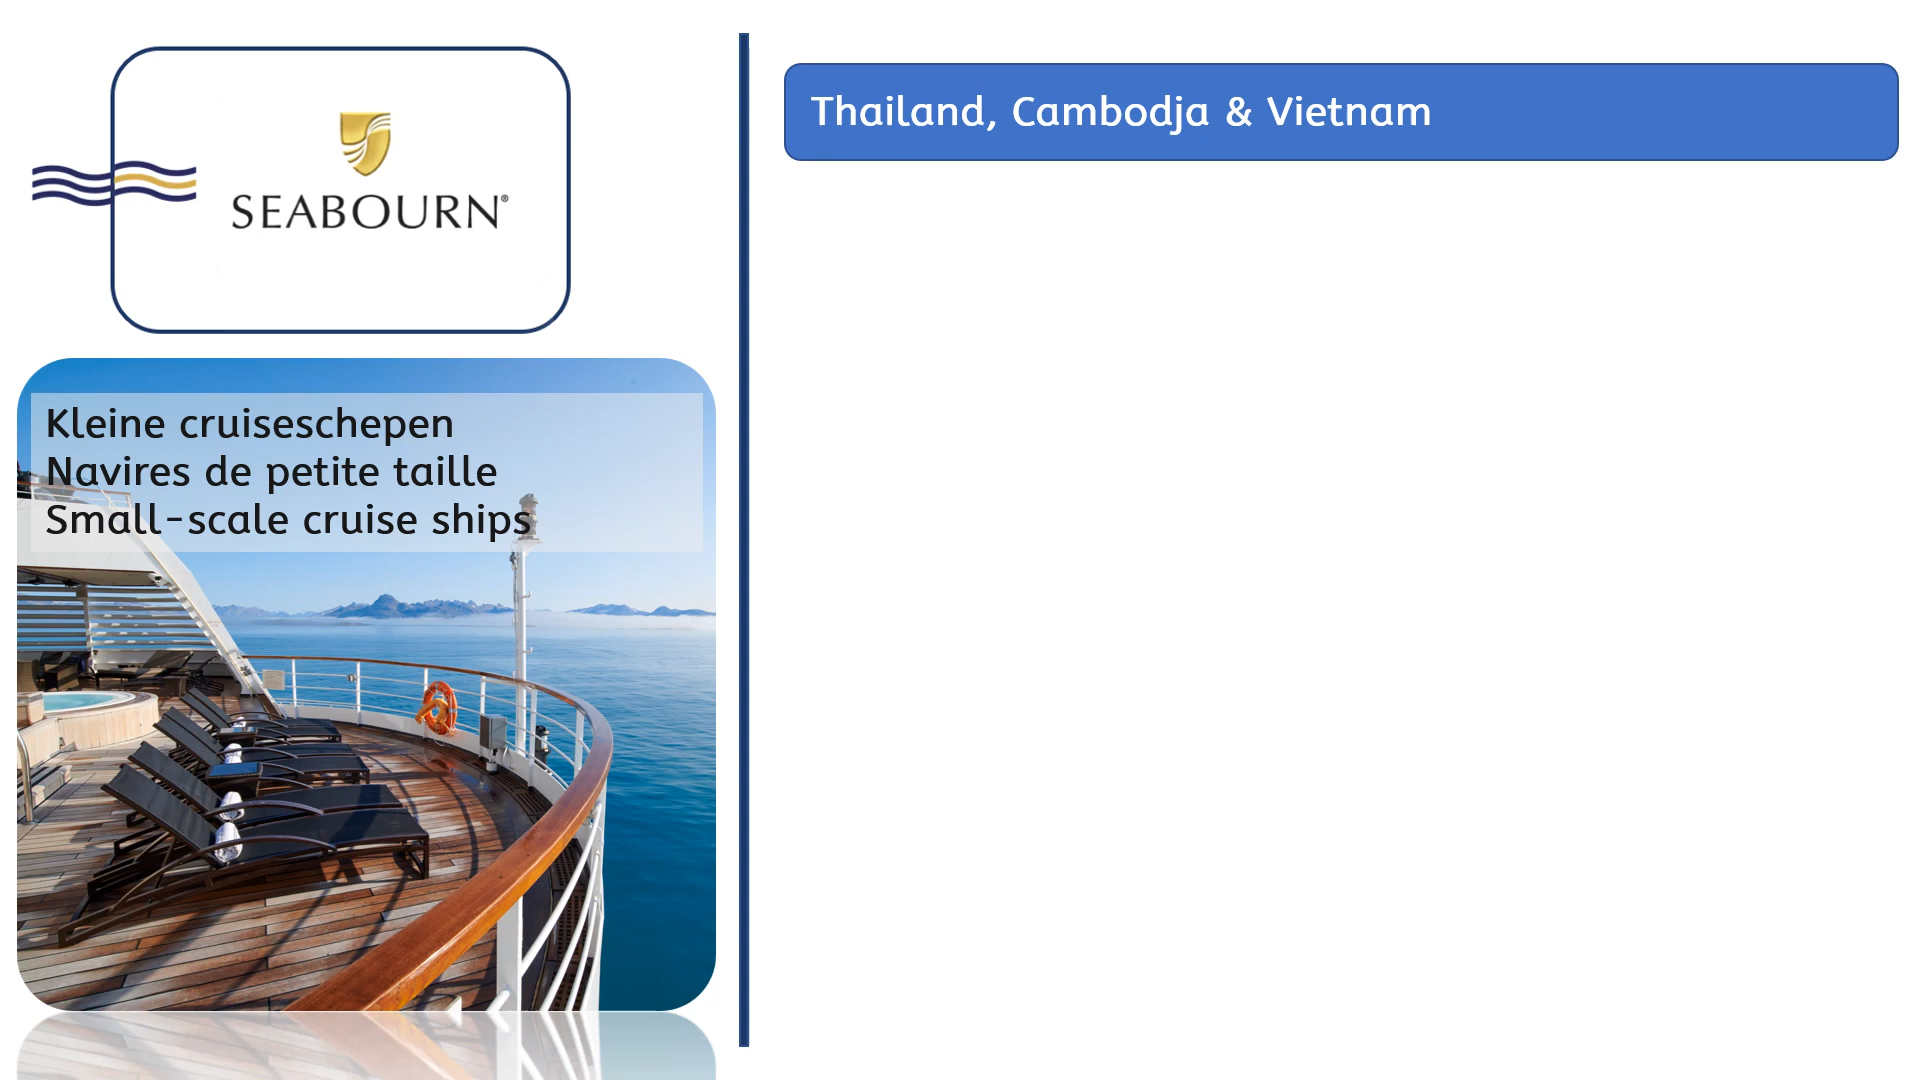 SEABOURN®
Kleine cruiseschepen
Navires de petite taille
Small-scale cruise ships
Thailand, Cambodja & Vietnam